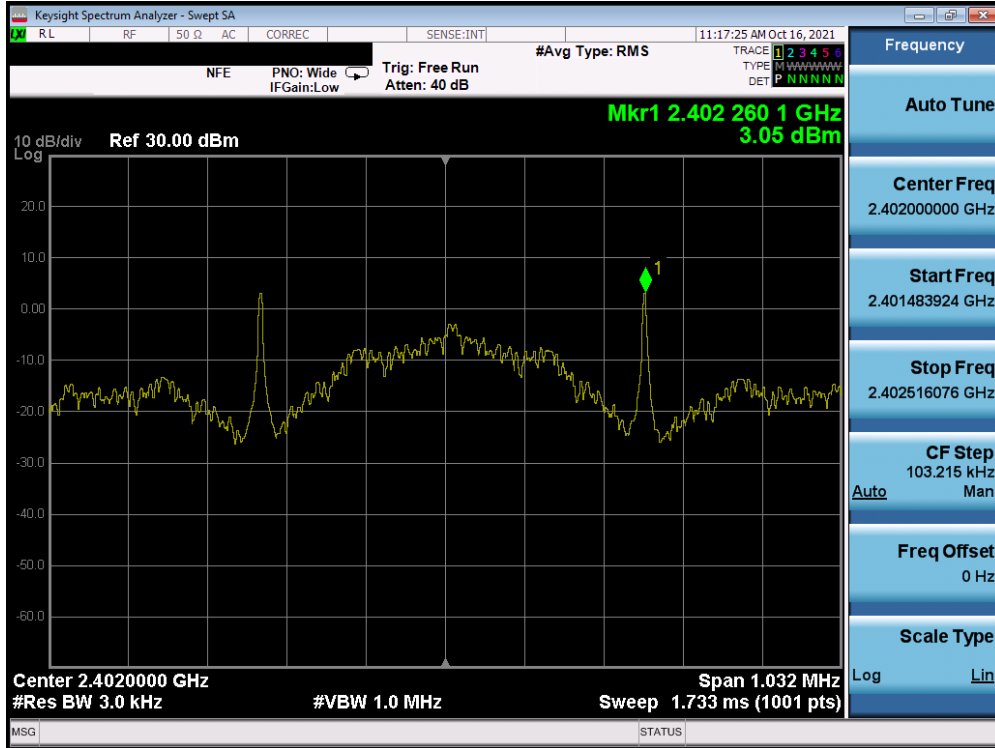 Keysight Spectrum Analyzer - Swept SA
LXI RL RF 50 Ω AC CORREC SENSE:INT 11:17:25 AM Oct 16, 2021
#Avg Type: RMS TRACE 1 2 3 4 5 6
NFE PNO: Wide Trig: Free Run TYPE M WWWWW
IFGain:Low Atten: 40 dB DET P N N N N N
Mkr1 2.402 260 1 GHz
3.05 dBm
10 dB/div Ref 30.00 dBm
Log
20.0
10.0
1
0.00
-10.0
-20.0
-30.0
-40.0
-50.0
-60.0
Center 2.4020000 GHz Span 1.032 MHz
#Res BW 3.0 kHz #VBW 1.0 MHz Sweep 1.733 ms (1001 pts)
MSG STATUS
Frequency
Auto Tune
Center Freq
2.402000000 GHz
Start Freq
2.401483924 GHz
Stop Freq
2.402516076 GHz
CF Step
103.215 kHz
Auto Man
Freq Offset
0 Hz
Scale Type
Log Lin